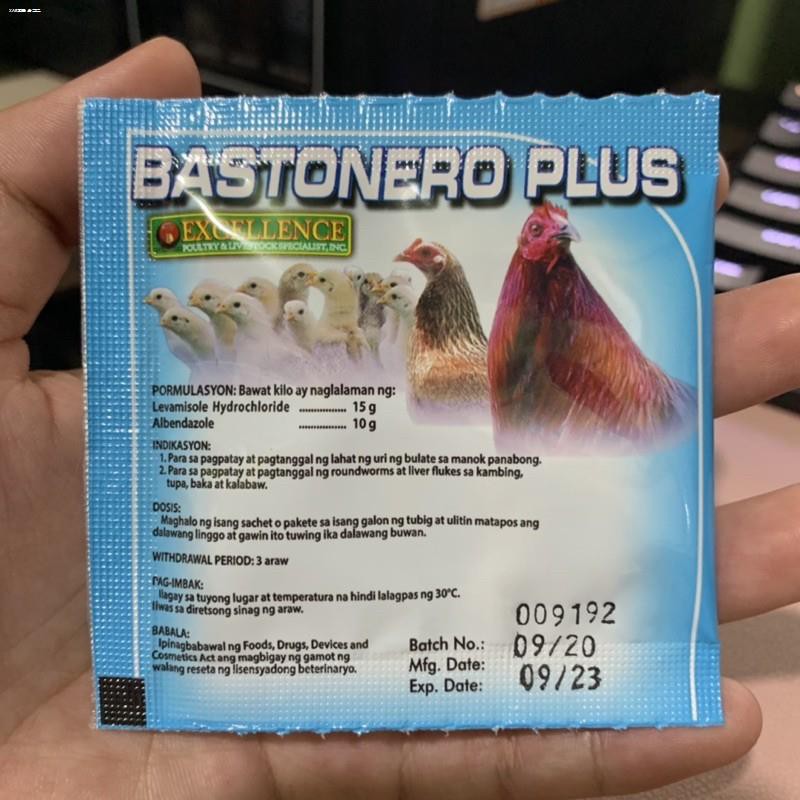 BASTONERO PLUS
EXCELLENCE
POULTRY & LIVESTOCK SPECIALIST, INC.
PORMULASYON: Bawat kilo ay naglalaman ng:
Levamisole Hydrochloride ............... 15 g
Albendazole ............... 10 g
INDIKASYON:
1. Para sa pagpatay at pagtanggal ng lahat ng uri ng bulate sa manok panabong.
2. Para sa pagpatay at pagtanggal ng roundworms at liver flukes sa kambing,
tupa, baka at kalabaw.
DOSIS:
Maghalo ng isang sachet o pakete sa isang galon ng tubig at ulitin matapos ang
dalawang linggo at gawin ito tuwing ika dalawang buwan.
WITHDRAWAL PERIOD: 3 araw
PAG-IMBAK:
Ilagay sa tuyong lugar at temperatura na hindi lalagpas ng 30°C.
Iiwas sa diretsong sinag ng araw.
BABALA:
Ipinagbabawal ng Foods, Drugs, Devices and
Cosmetics Act ang magbigay ng gamot ng
walang reseta ng lisensyadong beterinaryo.
009192
Batch No.: 09/20
Mfg. Date: 09/23
Exp. Date: